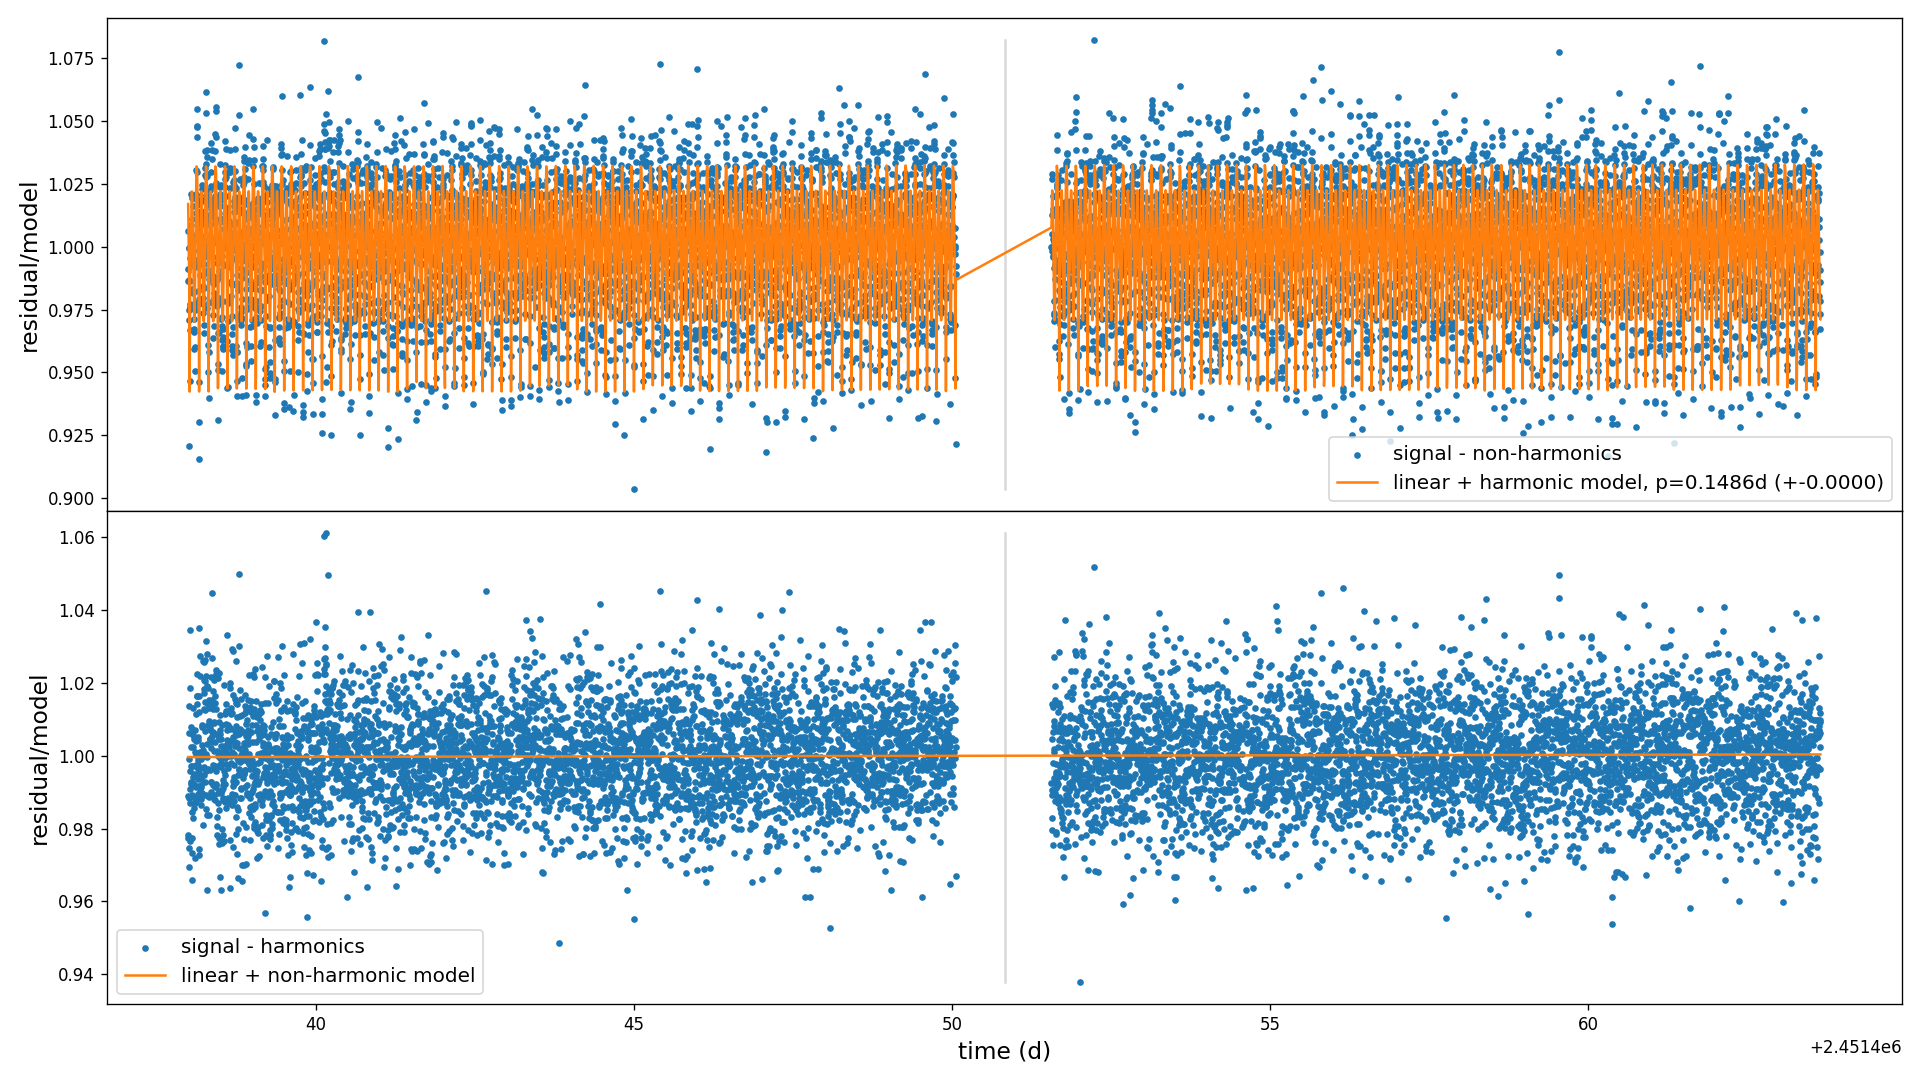 residual/model
1.075
1.050
1.025
1.000
0.975
0.950
0.925
0.900
signal - non-harmonics
linear + harmonic model, p=0.1486d (+-0.0000)
residual/model
1.06
1.04
1.02
1.00
0.98
0.96
0.94
signal - harmonics
linear + non-harmonic model
40
45
50
55
60
time (d)
+2.4514e6